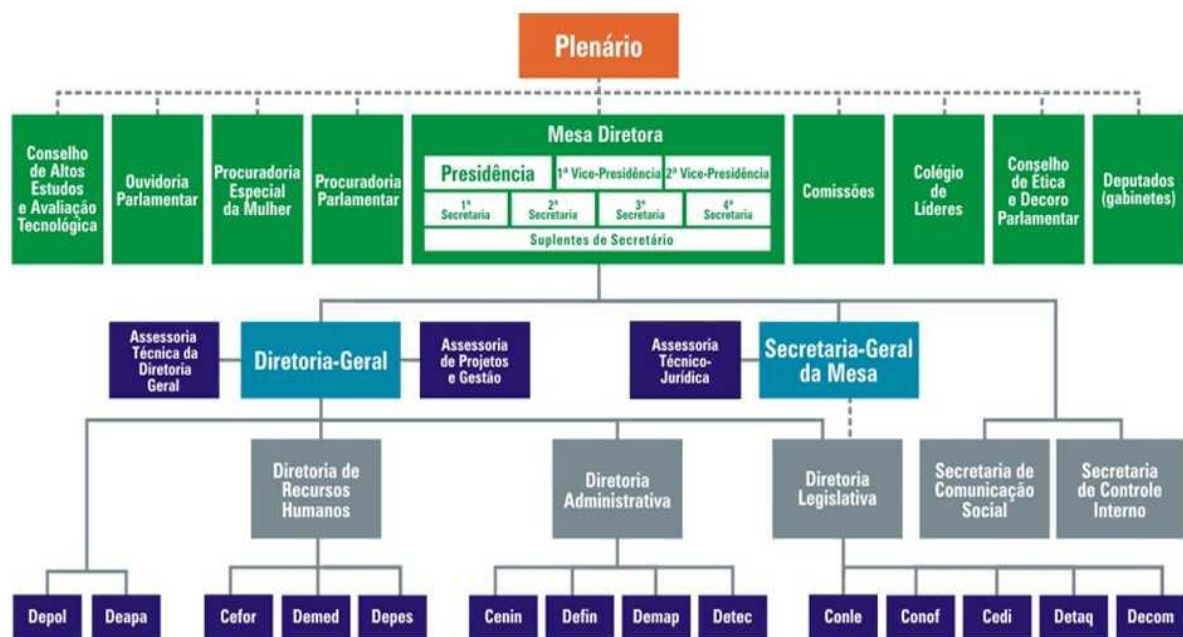 Plenário
Conselho
de Altos
Estudos
e Avaliação
Tecnológica
Ouvidoria
Parlamentar
Procuradoria
Especial
da Mulher
Procuradoria
Parlamentar
Mesa Diretora
Presidência
1ª Vice-Presidência
2ª Vice-Presidência
1ª
Secretaria
2ª
Secretaria
3ª
Secretaria
4ª
Secretaria
Suplentes de Secretário
Comissões
Colégio
de
Líderes
Conselho
de Ética
e Decoro
Parlamentar
Deputados
(gabinetes)
Assessoria
Técnica da
Diretoria
Geral
Diretoria-Geral
Assessoria
de Projetos
e Gestão
Assessoria
Técnico-
Jurídica
Secretaria-Geral
da Mesa
Diretoria de
Recursos
Humanos
Diretoria
Administrativa
Diretoria
Legislativa
Secretaria de
Comunicação
Social
Secretaria
de Controle
Interno
Depol
Deapa
Cefor
Demed
Depes
Cenin
Defin
Demap
Detec
Conle
Conof
Cedi
Detaq
Decom